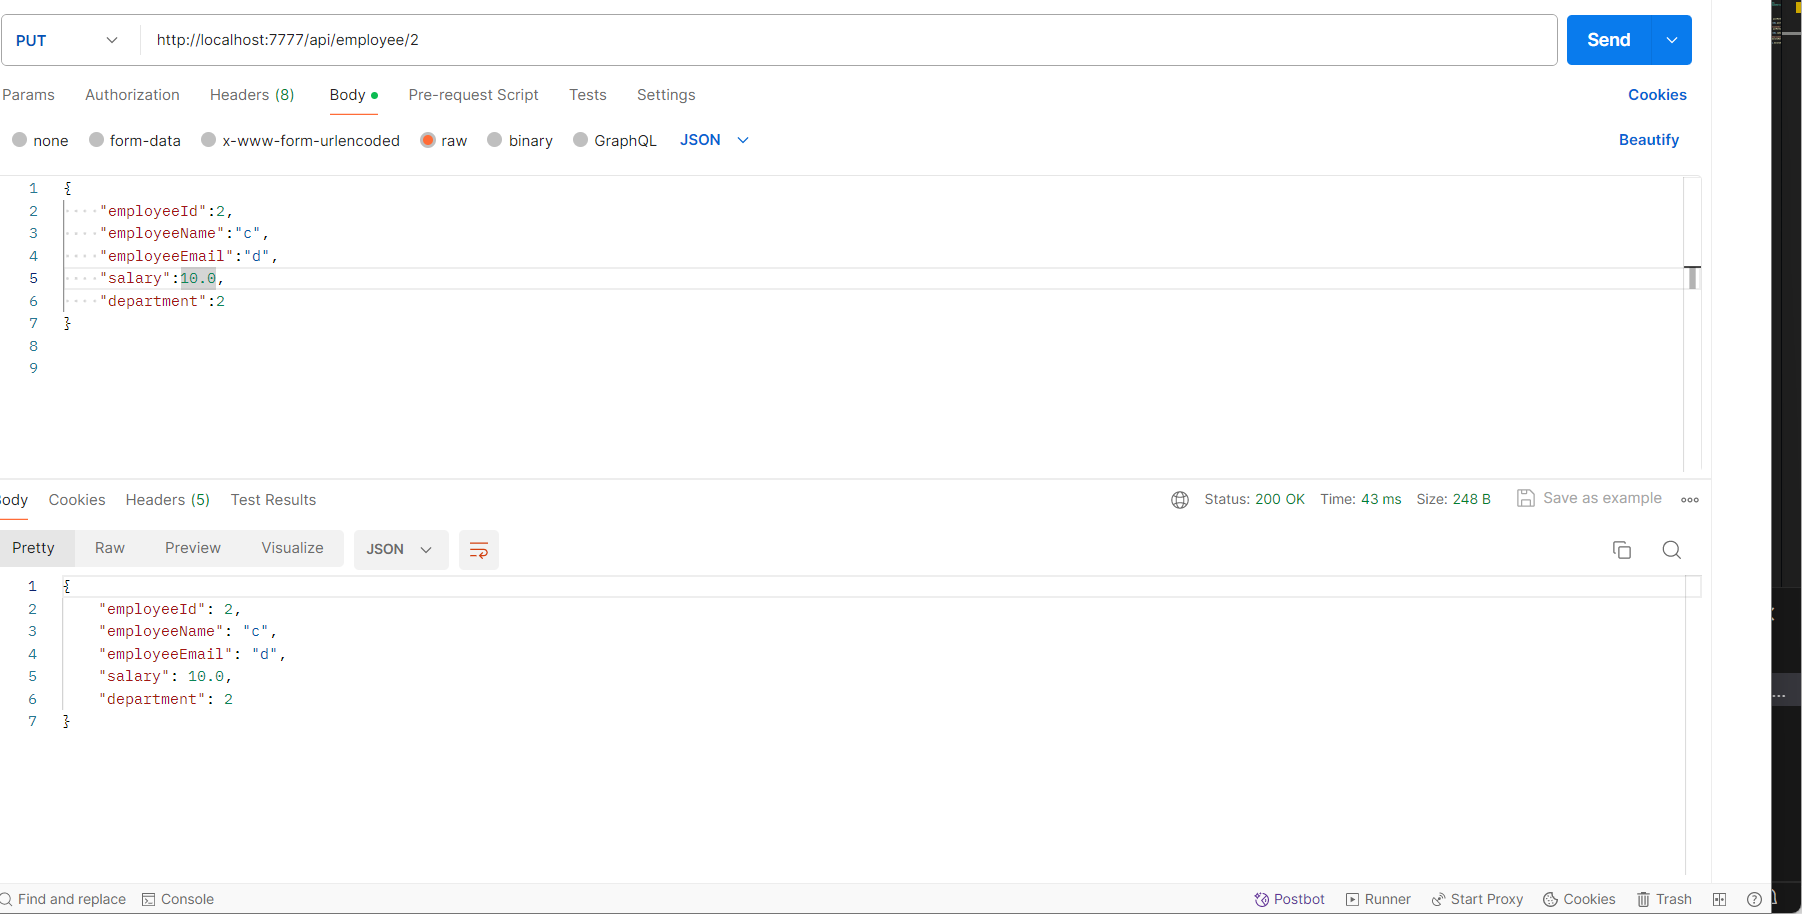 PUT http://localhost:7777/api/employee/2 Send
Params Authorization Headers (8) Body Pre-request Script Tests Settings Cookies
none form-data x-www-form-urlencoded raw binary GraphQL JSON Beautify
1 {
2 "employeeId":2,
3 "employeeName":"c",
4 "employeeEmail":"d",
5 "salary":10.0,
6 "department":2
7 }
8
9
ody Cookies Headers (5) Test Results Status: 200 OK Time: 43 ms Size: 248 B Save as example
Pretty Raw Preview Visualize JSON
1 {
2 "employeeId": 2,
3 "employeeName": "c",
4 "employeeEmail": "d",
5 "salary": 10.0,
6 "department": 2
7 }
Find and replace Console Postbot Runner Start Proxy Cookies Trash